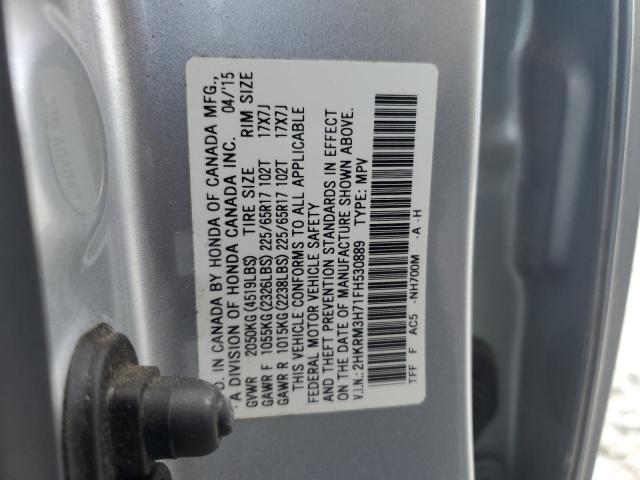 D. IN CANADA BY HONDA OF CANADA MFG.,
A DIVISION OF HONDA CANADA INC. 04/15
GVWR 2050KG(4519LBS) TIRE SIZE RIM SIZE
GAWR F 1055KG(2326LBS) 225/65R17 102T 17X7J
GAWR R 1015KG(2238LBS) 225/65R17 102T 17X7J
THIS VEHICLE CONFORMS TO ALL APPLICABLE
FEDERAL MOTOR VEHICLE SAFETY
AND THEFT PREVENTION STANDARDS IN EFFECT
ON THE DATE OF MANUFACTURE SHOWN ABOVE.
V.I.N.: 2HKRM3H71FH530889 TYPE: MPV
TFF F AC5 -NH700M -A -H